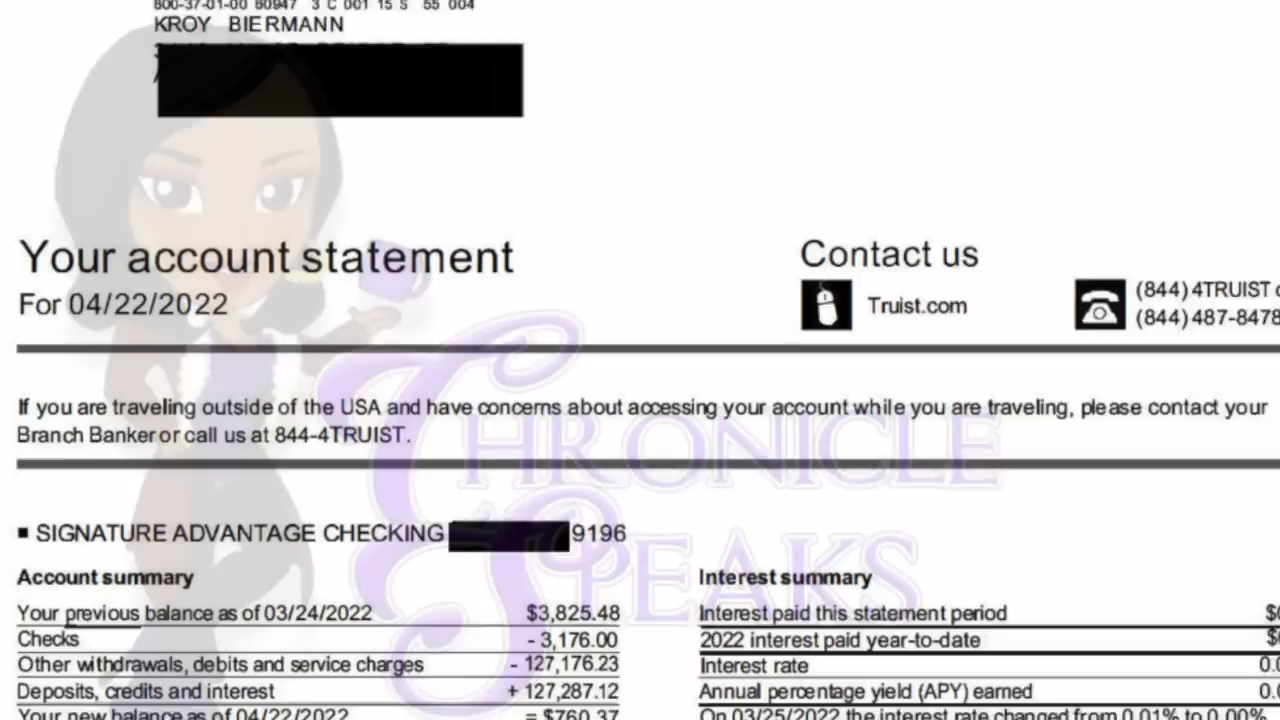 800-37-01-00 60947 3 C 001 15 S 55 004
KROY BIERMANN
Your account statement
For 04/22/2022
Contact us
Truist.com
(844) 4TRUIST
(844) 487-8478
If you are traveling outside of the USA and have concerns about accessing your account while you are traveling, please contact your
Branch Banker or call us at 844-4TRUIST.
CHRONICLE
SPEAKS
■ SIGNATURE ADVANTAGE CHECKING 9196
Account summary
Your previous balance as of 03/24/2022 $3,825.48
Checks - 3,176.00
Other withdrawals, debits and service charges - 127,176.23
Deposits, credits and interest + 127,287.12
Your new balance as of 04/22/2022 = $760.37
Interest summary
Interest paid this statement period
2022 interest paid year-to-date
Interest rate
Annual percentage yield (APY) earned
On 03/25/2022 the interest rate changed from 0.01% to 0.00%.